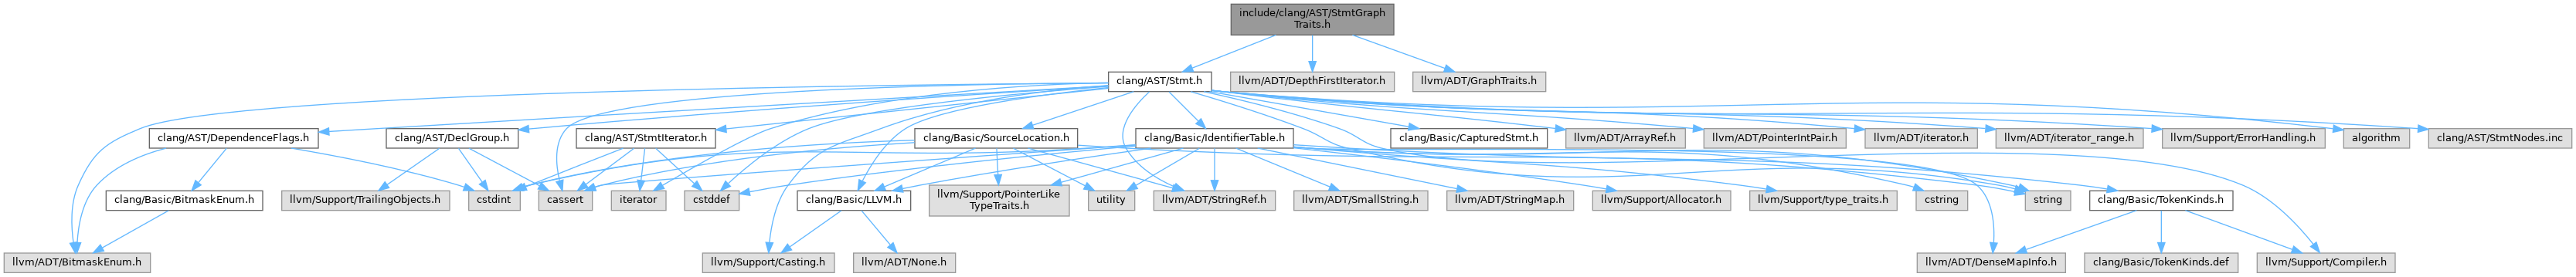 include/clang/AST/StmtGraph
Traits.h
clang/AST/Stmt.h
llvm/ADT/DepthFirstIterator.h
llvm/ADT/GraphTraits.h
clang/AST/DependenceFlags.h
clang/AST/DeclGroup.h
clang/AST/StmtIterator.h
clang/Basic/SourceLocation.h
clang/Basic/IdentifierTable.h
clang/Basic/CapturedStmt.h
llvm/ADT/ArrayRef.h
llvm/ADT/PointerIntPair.h
llvm/ADT/iterator.h
llvm/ADT/iterator_range.h
llvm/Support/ErrorHandling.h
algorithm
clang/AST/StmtNodes.inc
clang/Basic/BitmaskEnum.h
llvm/Support/TrailingObjects.h
cstdint
cassert
iterator
cstddef
clang/Basic/LLVM.h
llvm/Support/PointerLike
TypeTraits.h
utility
llvm/ADT/StringRef.h
llvm/ADT/SmallString.h
llvm/ADT/StringMap.h
llvm/Support/Allocator.h
llvm/Support/type_traits.h
cstring
string
clang/Basic/TokenKinds.h
llvm/ADT/BitmaskEnum.h
llvm/Support/Casting.h
llvm/ADT/None.h
llvm/ADT/DenseMapInfo.h
clang/Basic/TokenKinds.def
llvm/Support/Compiler.h